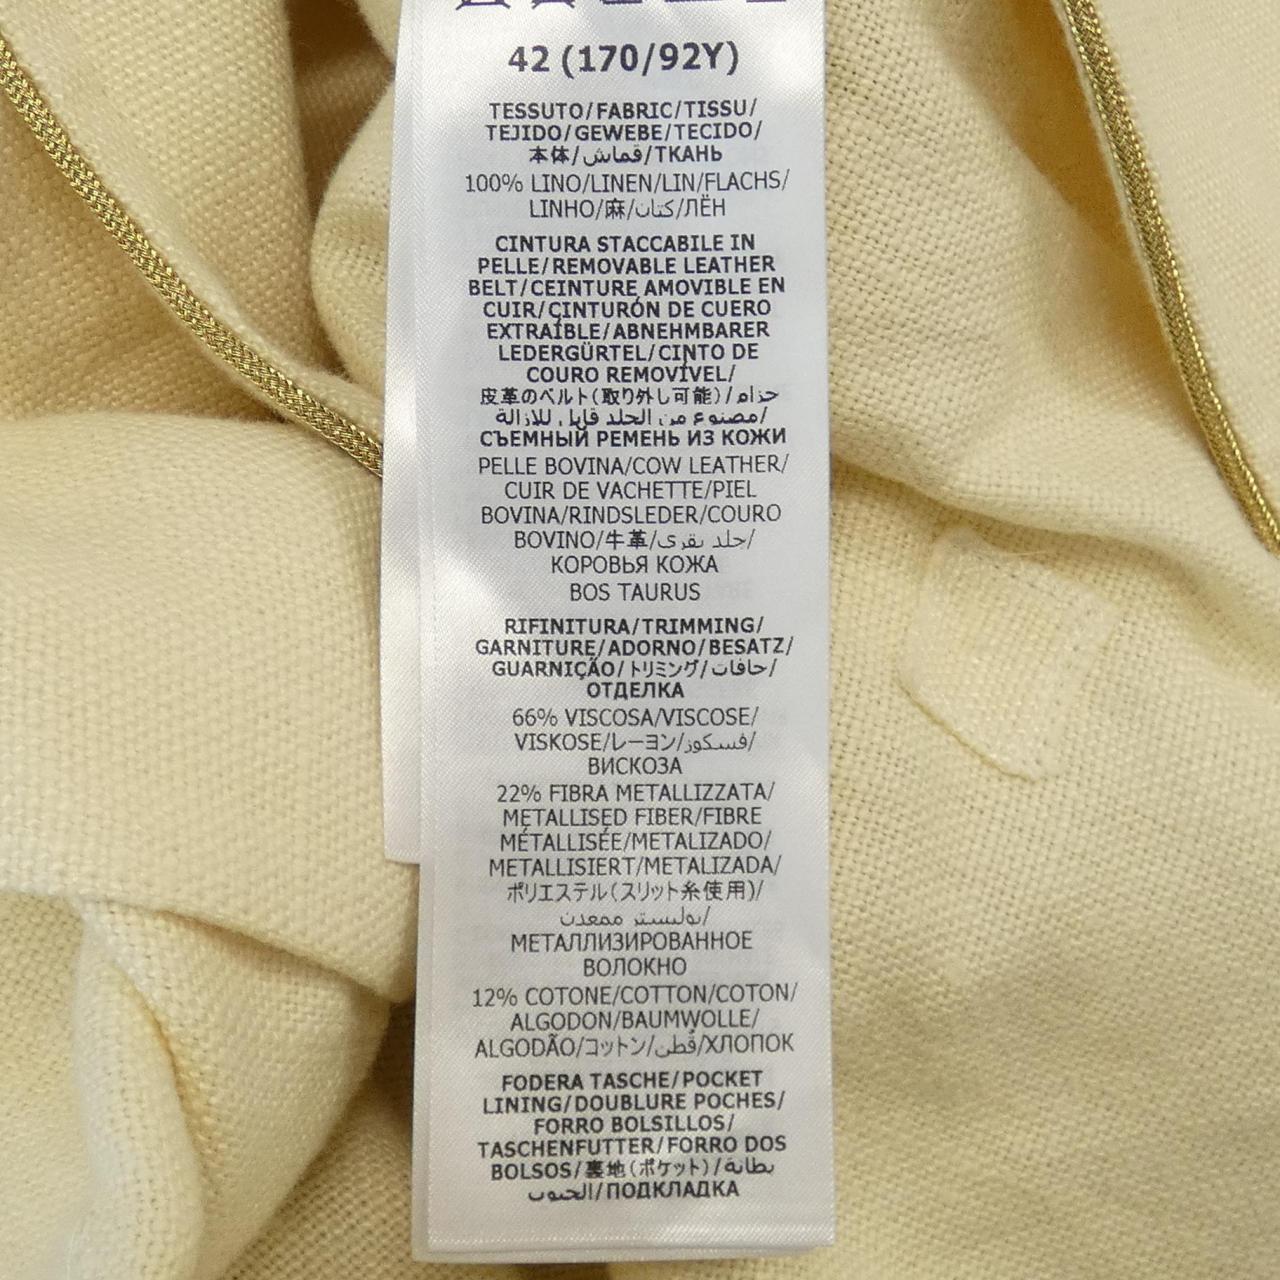 42 (170/92Y)
TESSUTO/FABRIC/TISSU/
TEJIDO/GEWEBE/TECIDO/
本体/قماش/ТКАНЬ
100% LINO/LINEN/LIN/FLACHS/
LINHO/麻/كتان/ЛЁН
CINTURA STACCABILE IN
PELLE/REMOVABLE LEATHER
BELT/CEINTURE AMOVIBLE EN
CUIR/CINTURÓN DE CUERO
EXTRAÍBLE/ABNEHMBARER
LEDERGÜRTEL/CINTO DE
COURO REMOVÍVEL/
皮革のベルト(取り外し可能)/حزام
مصنوع من الجلد قابل للازالة/
СЪЕМНЫЙ РЕМЕНЬ ИЗ КОЖИ
PELLE BOVINA/COW LEATHER/
CUIR DE VACHETTE/PIEL
BOVINA/RINDSLEDER/COURO
BOVINO/牛革/جلد بقري/
КОРОВЬЯ КОЖА
BOS TAURUS
RIFINITURA/TRIMMING/
GARNITURE/ADORNO/BESATZ/
GUARNIÇÃO/トリミング/حافات/
ОТДЕЛКА
66% VISCOSA/VISCOSE/
VISKOSE/レーヨン/فسكوز/
ВИСКОЗА
22% FIBRA METALLIZZATA/
METALLISED FIBER/FIBRE
MÉTALLISÉE/METALIZADO/
METALLISIERT/METALIZADA/
ポリエステル(スリット糸使用)/
بوليستر ممعدن/
МЕТАЛЛИЗИРОВАННОЕ
ВОЛОКНО
12% COTONE/COTTON/COTON/
ALGODON/BAUMWOLLE/
ALGODÃO/コットン/قطن/ХЛОПОК
FODERA TASCHE/POCKET
LINING/DOUBLURE POCHES/
FORRO BOLSILLOS/
TASCHENFUTTER/FORRO DOS
BOLSOS/裏地(ポケット)/بطانة
الجيوب/ПОДКЛАДКА